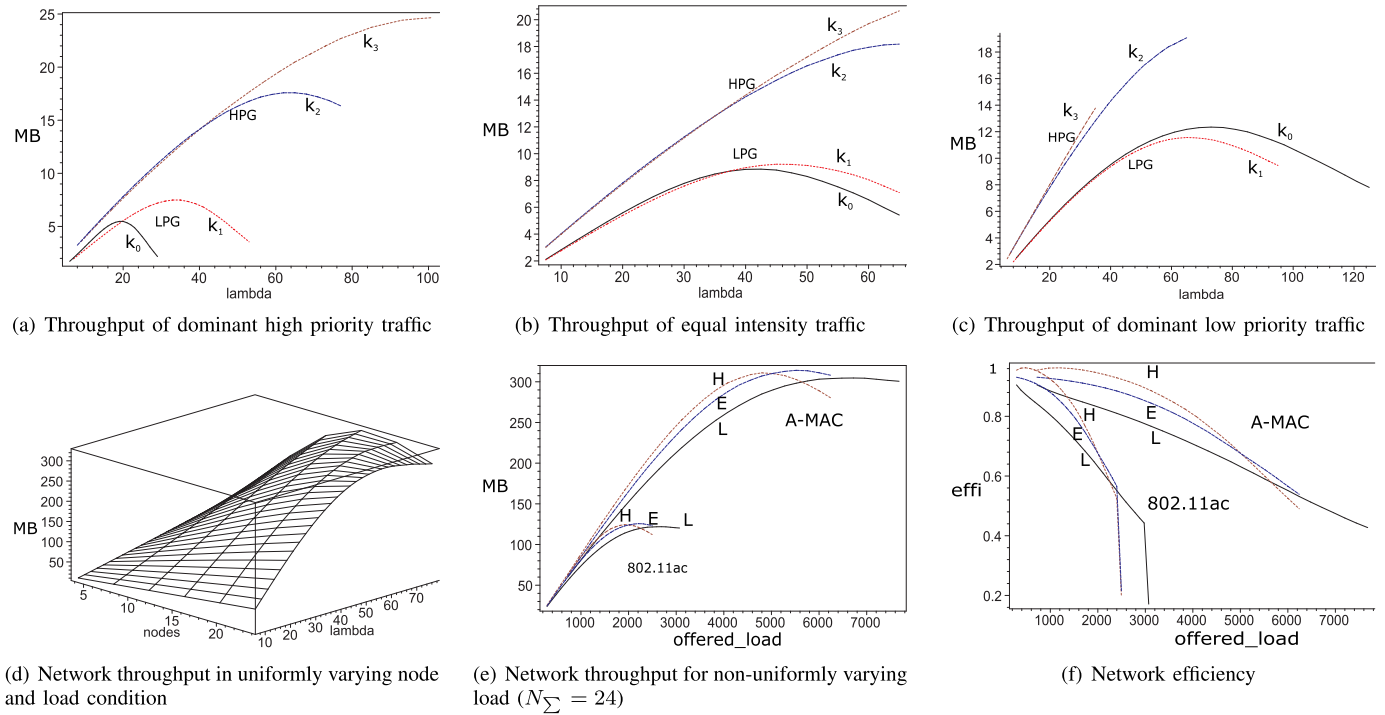 25
20
15
10
5
MB
k3
k2
HPG
LPG
k1
k0
20
40
60
80
100
lambda
(a) Throughput of dominant high priority traffic
20
18
16
14
12
10
8
6
4
2
MB
k3
k2
HPG
LPG
k1
k0
10
20
30
40
50
60
lambda
(b) Throughput of equal intensity traffic
18
16
14
12
10
8
6
4
2
MB
k2
k3
HPG
LPG
k0
k1
20
40
60
80
100
120
lambda
(c) Throughput of dominant low priority traffic
300
250
200
150
100
50
MB
5
10
15
20
nodes
10
20
30
40
50
60
70
lambda
(d) Network throughput in uniformly varying node
and load condition
300
250
200
150
100
50
MB
H
E
L
A-MAC
H
E
L
802.11ac
1000
2000
3000
4000
5000
6000
7000
offered_load
(e) Network throughput for non-uniformly varying
load (N∑ = 24)
1
0.8
0.6
0.4
0.2
effi
H
E
L
A-MAC
H
E
L
802.11ac
1000
2000
3000
4000
5000
6000
7000
offered_load
(f) Network efficiency